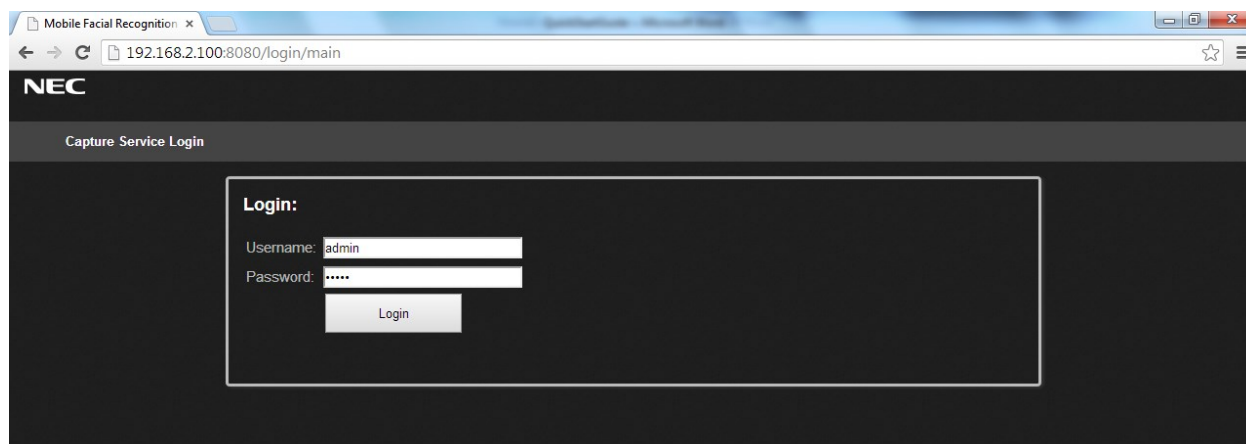 Mobile Facial Recognition
192.168.2.100:8080/login/main
NEC
Capture Service Login
Login:
Username: admin
Password: •••••
Login